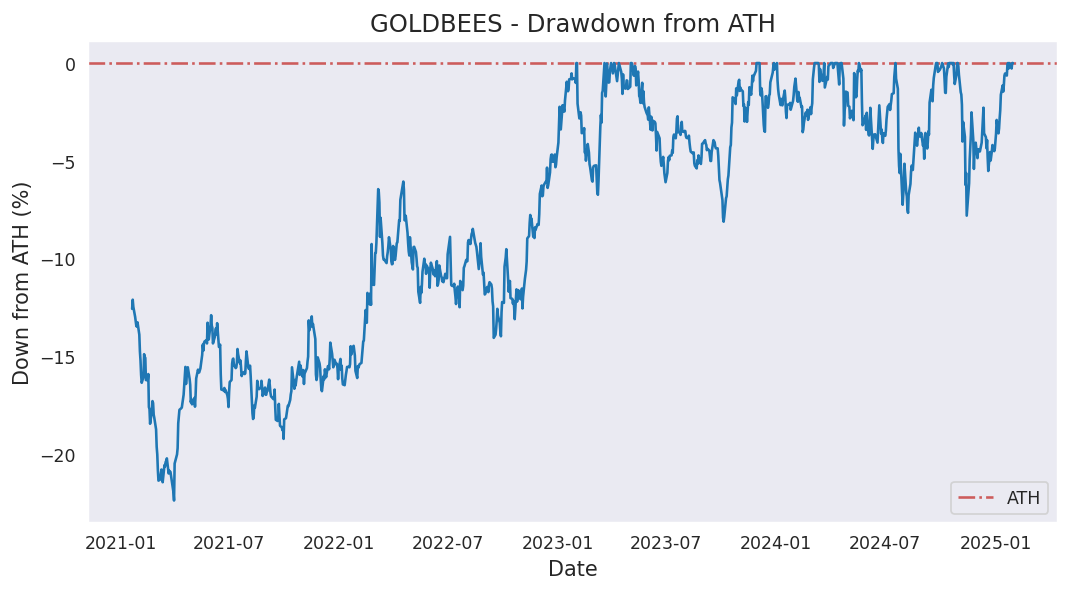 GOLDBEES - Drawdown from ATH
Down from ATH (%)
0
−5
−10
−15
−20
ATH
2021-01 2021-07 2022-01 2022-07 2023-01 2023-07 2024-01 2024-07 2025-01
Date